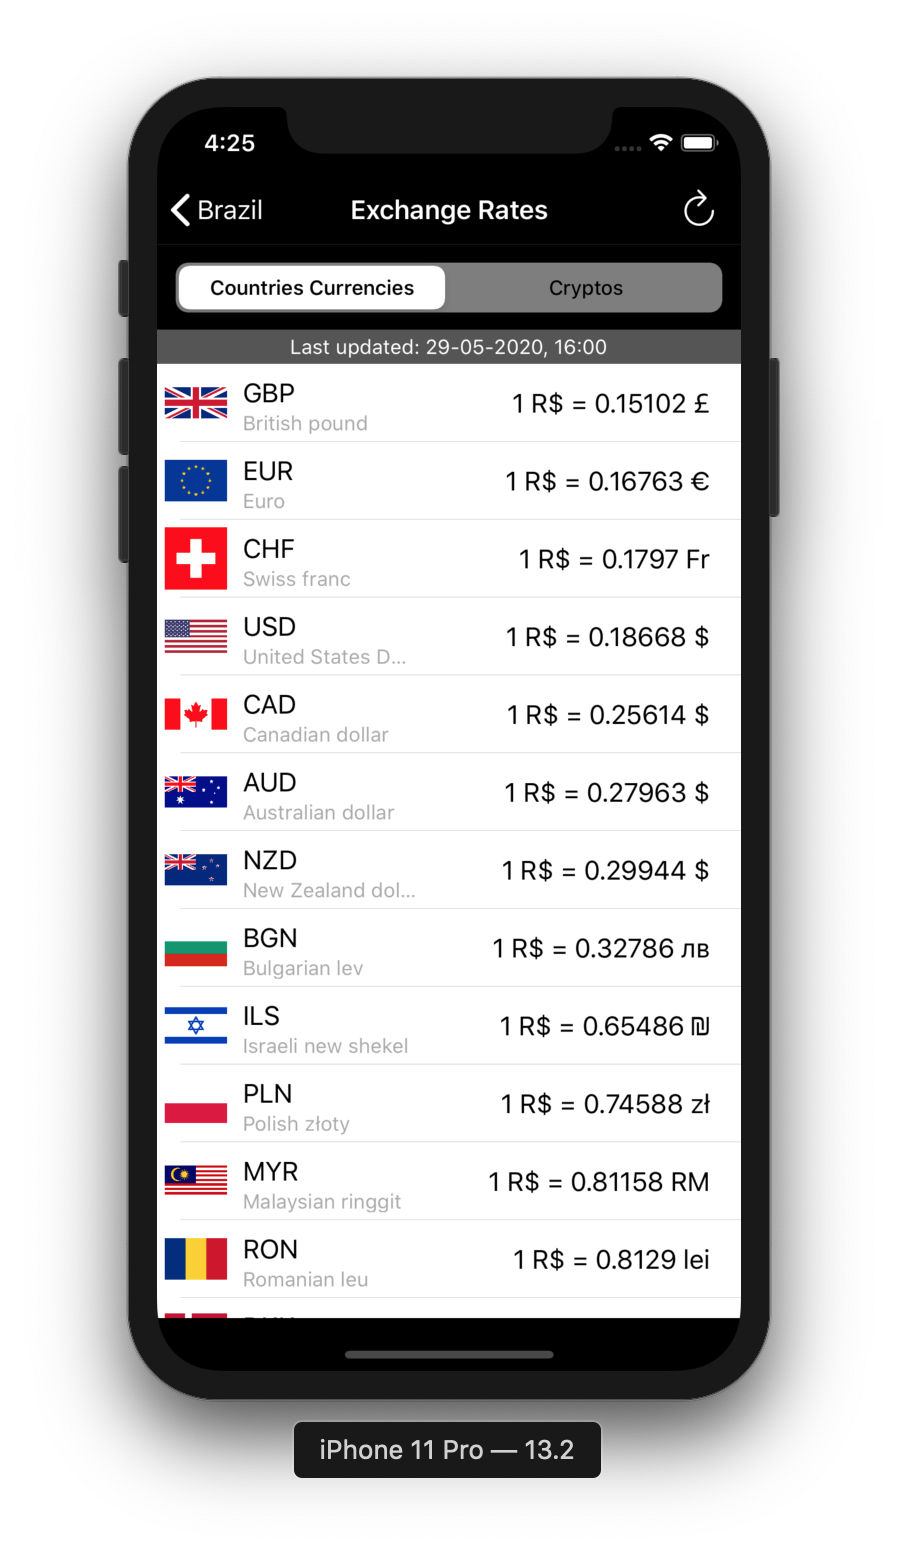 4:25
Brazil
Exchange Rates
Countries Currencies
Cryptos
Last updated: 29-05-2020, 16:00
GBP
British pound
1 R$ = 0.15102 £
EUR
Euro
1 R$ = 0.16763 €
CHF
Swiss franc
1 R$ = 0.1797 Fr
USD
United States D...
1 R$ = 0.18668 $
CAD
Canadian dollar
1 R$ = 0.25614 $
AUD
Australian dollar
1 R$ = 0.27963 $
NZD
New Zealand dol...
1 R$ = 0.29944 $
BGN
Bulgarian lev
1 R$ = 0.32786 лв
ILS
Israeli new shekel
1 R$ = 0.65486 ₪
PLN
Polish złoty
1 R$ = 0.74588 zł
MYR
Malaysian ringgit
1 R$ = 0.81158 RM
RON
Romanian leu
1 R$ = 0.8129 lei
iPhone 11 Pro — 13.2